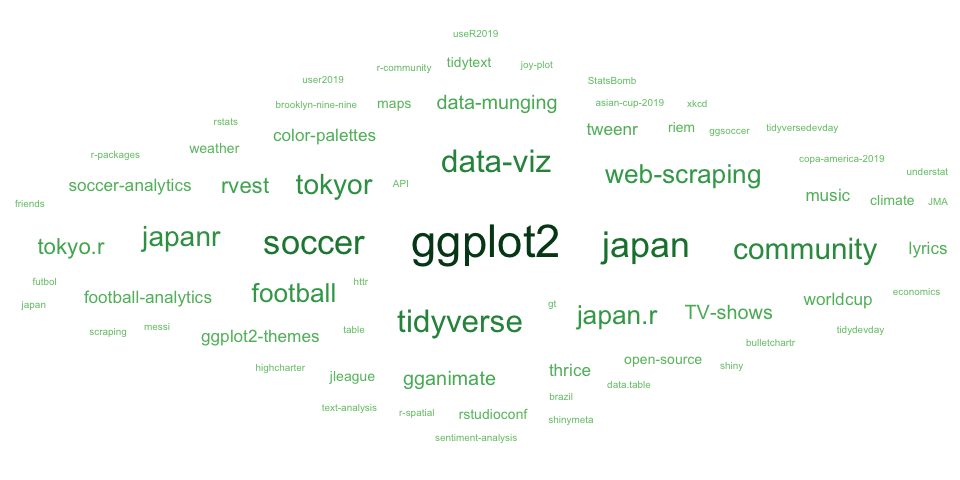 useR2019
r-community
tidytext
joy-plot
user2019
StatsBomb
brooklyn-nine-nine
maps
data-munging
asian-cup-2019
xkcd
rstats
color-palettes
tweenr
riem
ggsoccer
tidyversedevday
r-packages
weather
data-viz
copa-america-2019
soccer-analytics
rvest
tokyor
API
web-scraping
understat
friends
music
climate
JMA
tokyo.r
japanr
soccer
ggplot2
japan
community
lyrics
futbol
football-analytics
football
httr
worldcup
economics
japan
scraping
messi
ggplot2-themes
table
tidyverse
gt
japan.r
TV-shows
tidydevday
bulletchartr
highcharter
jleague
gganimate
thrice
open-source
shiny
data.table
text-analysis
r-spatial
rstudioconf
brazil
shinymeta
sentiment-analysis